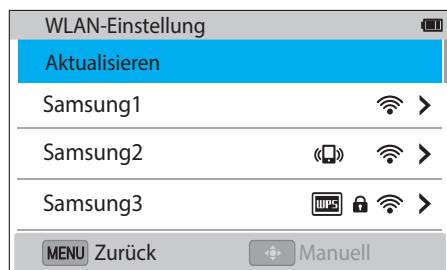 WLAN-Einstellung
Aktualisieren
Samsung1
Samsung2
Samsung3 WPS
MENU Zurück Manuell